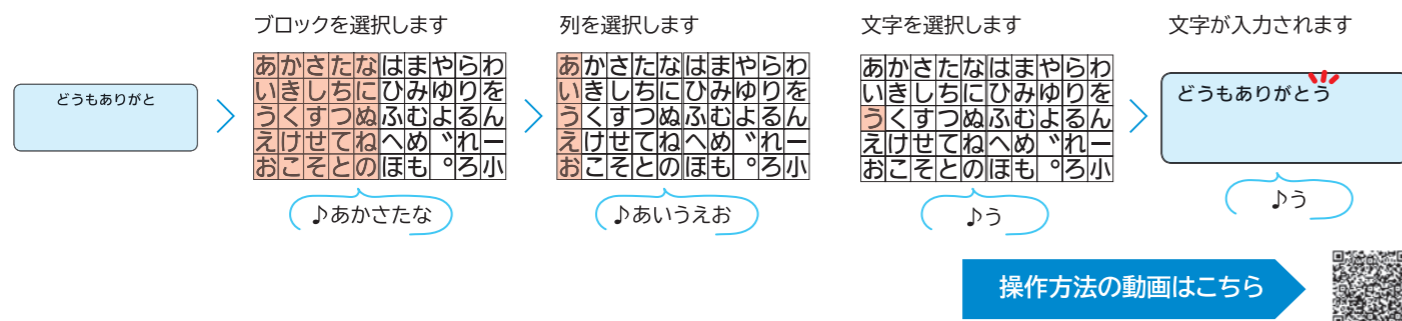 ブロックを選択します
列を選択します
文字を選択します
文字が入力されます
どうもありがと
あかさたなはまやらわ
いきしちにひみゆりを
うくすつぬふむよるん
えけせてねへめ゛れー
おこそとのほも゜ろ小
♪あかさたな
あかさたなはまやらわ
いきしちにひみゆりを
うくすつぬふむよるん
えけせてねへめ゛れー
おこそとのほも゜ろ小
♪あいうえお
あかさたなはまやらわ
いきしちにひみゆりを
うくすつぬふむよるん
えけせてねへめ゛れー
おこそとのほも゜ろ小
♪う
どうもありがとう
♪う
操作方法の動画はこちら